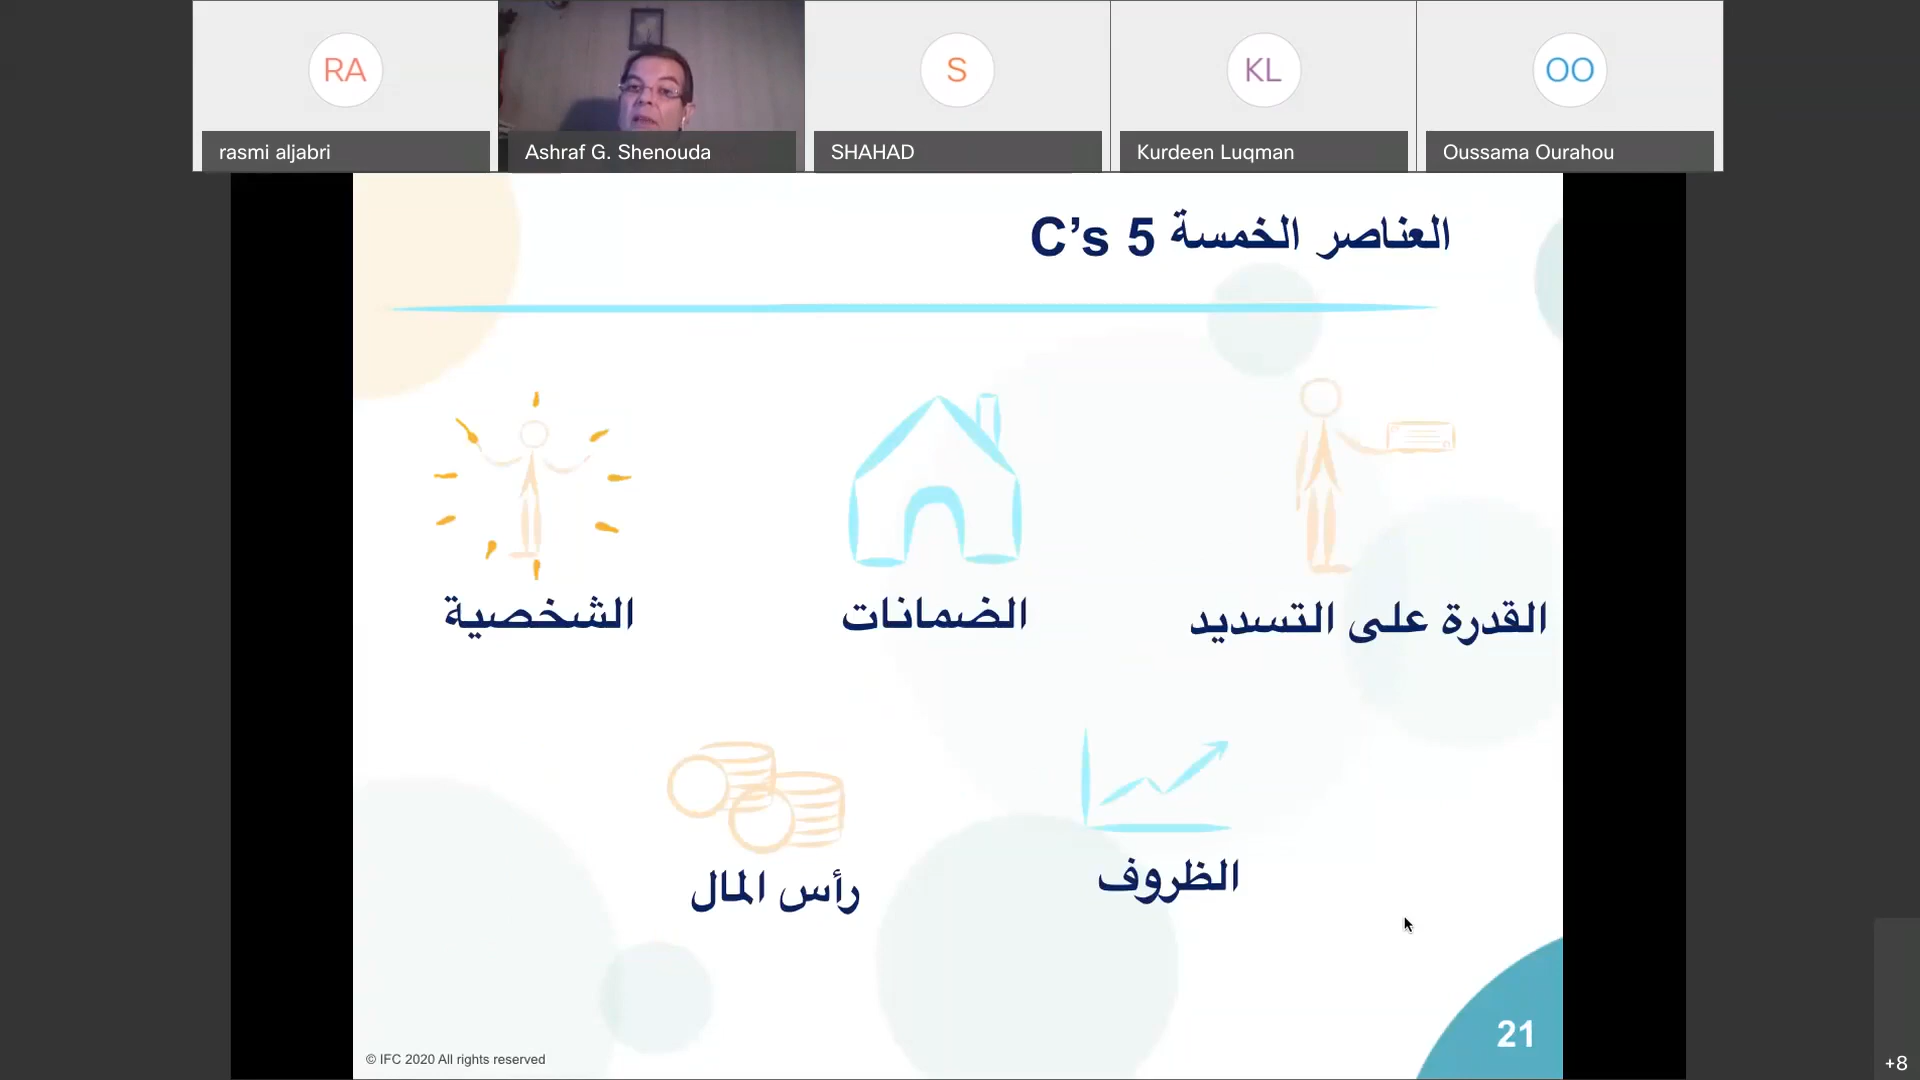 RA
S
KL
OO
rasmi aljabri
Ashraf G. Shenouda
SHAHAD
Kurdeen Luqman
Oussama Ourahou
العناصر الخمسة 5 C’s
القدرة على التسديد
الضمانات
الشخصية
الظروف
رأس المال
21
© IFC 2020 All rights reserved
+8